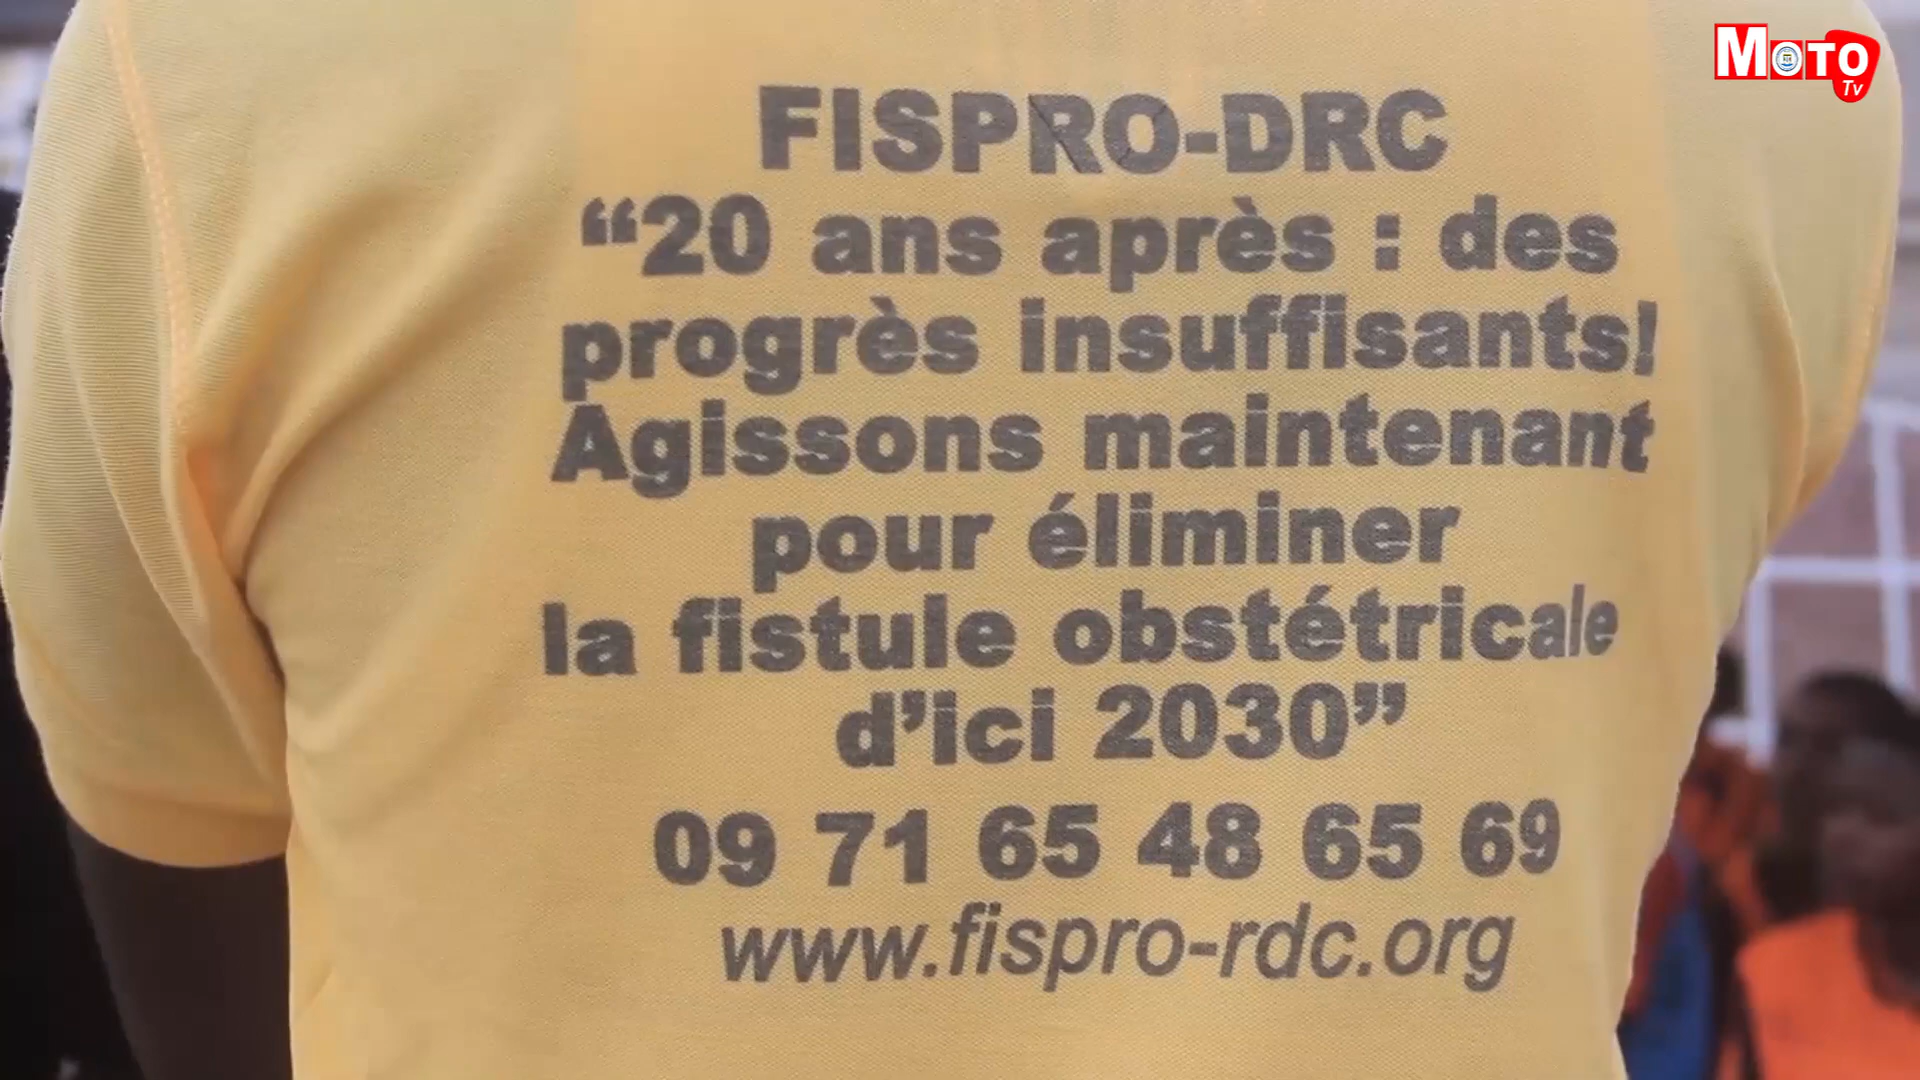 MOTO
Tv
FISPRO-DRC
“20 ans après : des
progrès insuffisants!
Agissons maintenant
pour éliminer
la fistule obstétricale
d’ici 2030”
09 71 65 48 65 69
www.fispro-rdc.org